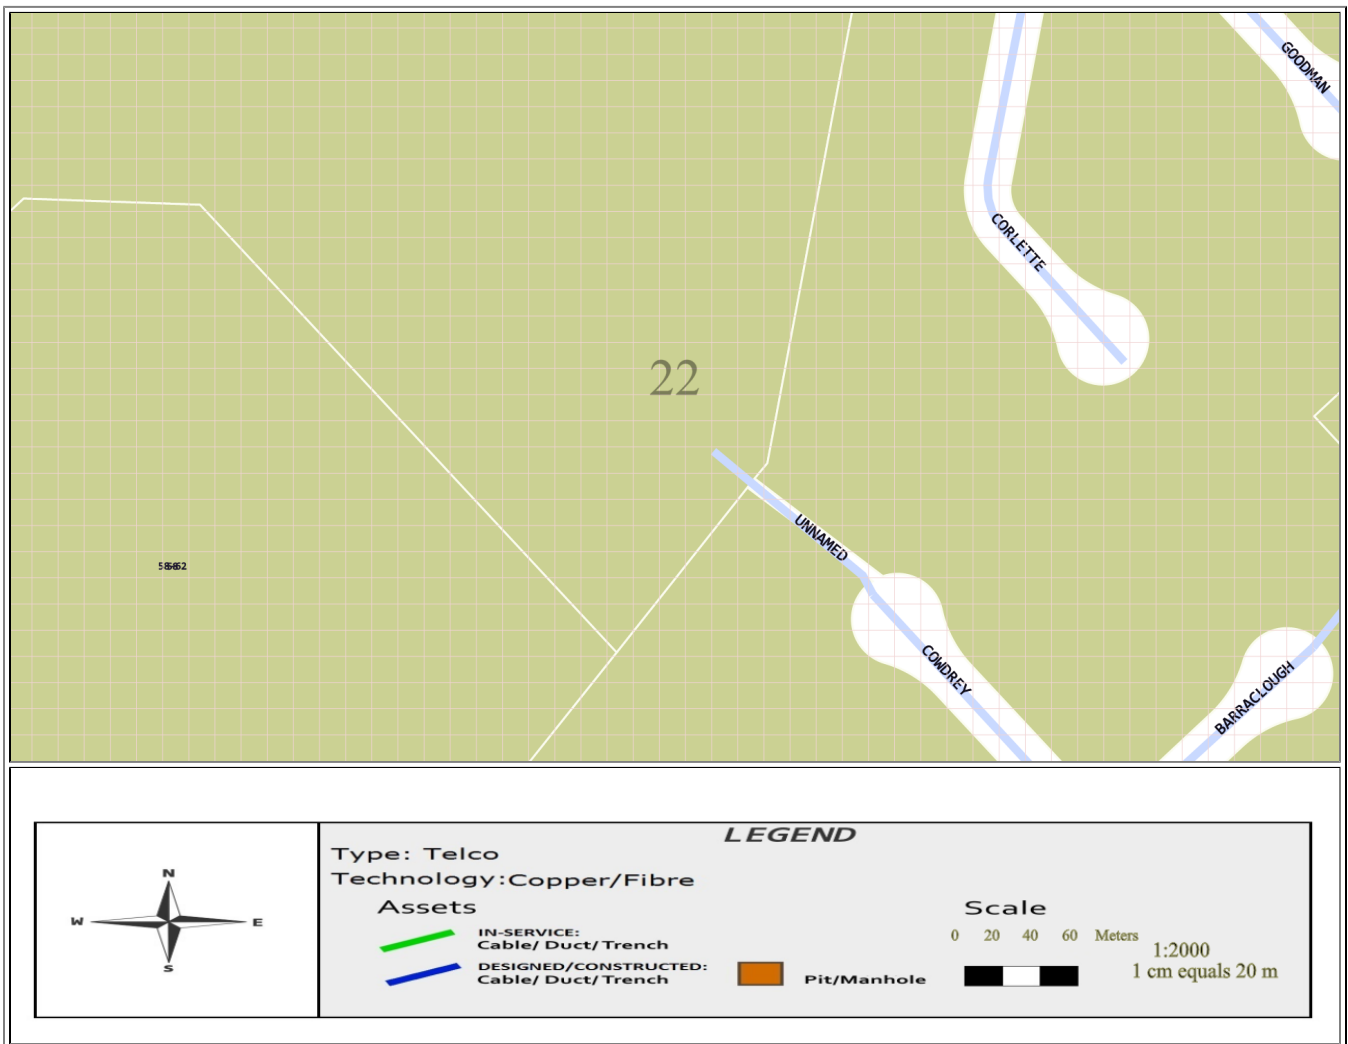 GOODMAN
CORLETTE
22
UNNAMED
COWDREY
BARRACLOUGH
LEGEND
Type: Telco
Technology:Copper/Fibre
Assets
IN-SERVICE:
Cable/ Duct/ Trench
DESIGNED/CONSTRUCTED:
Cable/ Duct/ Trench
Pit/Manhole
Scale
0 20 40 60 Meters
1:2000
1 cm equals 20 m
N
W E
S